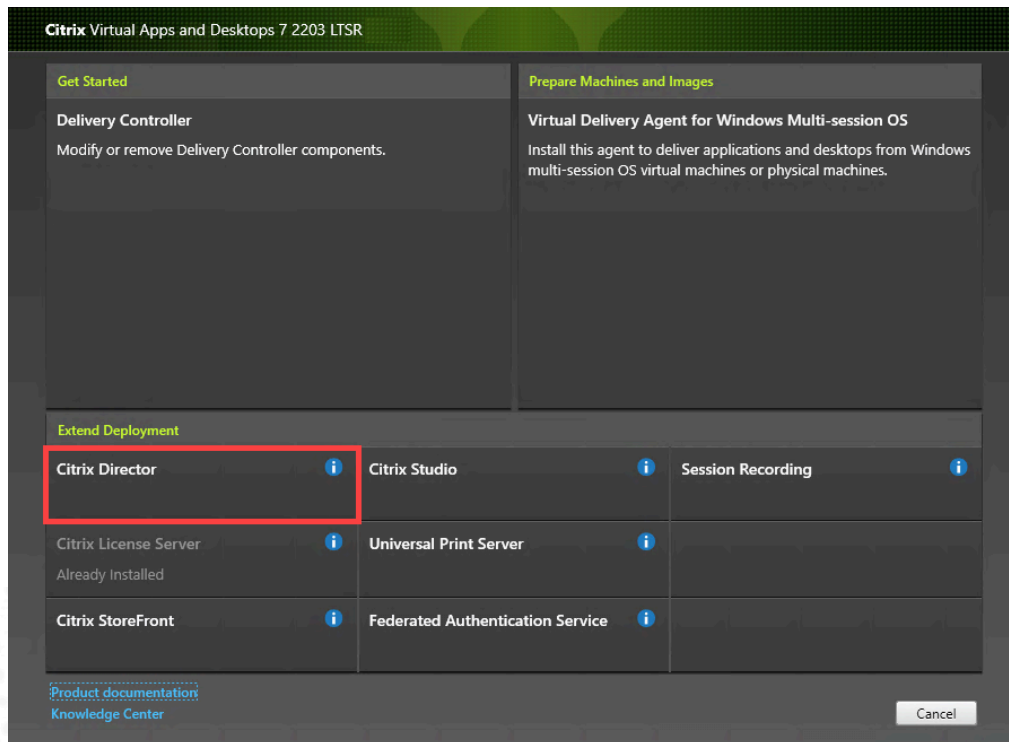 Citrix Virtual Apps and Desktops 7 2203 LTSR
Get Started
Delivery Controller
Modify or remove Delivery Controller components.
Prepare Machines and Images
Virtual Delivery Agent for Windows Multi-session OS
Install this agent to deliver applications and desktops from Windows
multi-session OS virtual machines or physical machines.
Extend Deployment
Citrix Director
Citrix Studio
Session Recording
Citrix License Server
Already Installed
Universal Print Server
Citrix StoreFront
Federated Authentication Service
Product documentation
Knowledge Center
Cancel